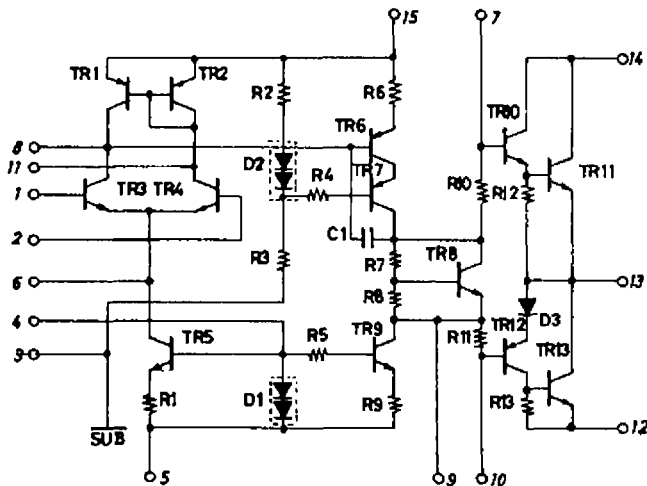 15 7
TR1 TR2 14
R2 R6 TR10
TR6
8 D2 TR7 TR11
11 R4 R12
1 TR3 TR4 R10
2 C1
R3 R7 TR8
6 R8 13
4 TR9 R11 TR12 D3
3 TR5 R5 TR13
R1 D1 R9 R13
SUB 12
5 9 10